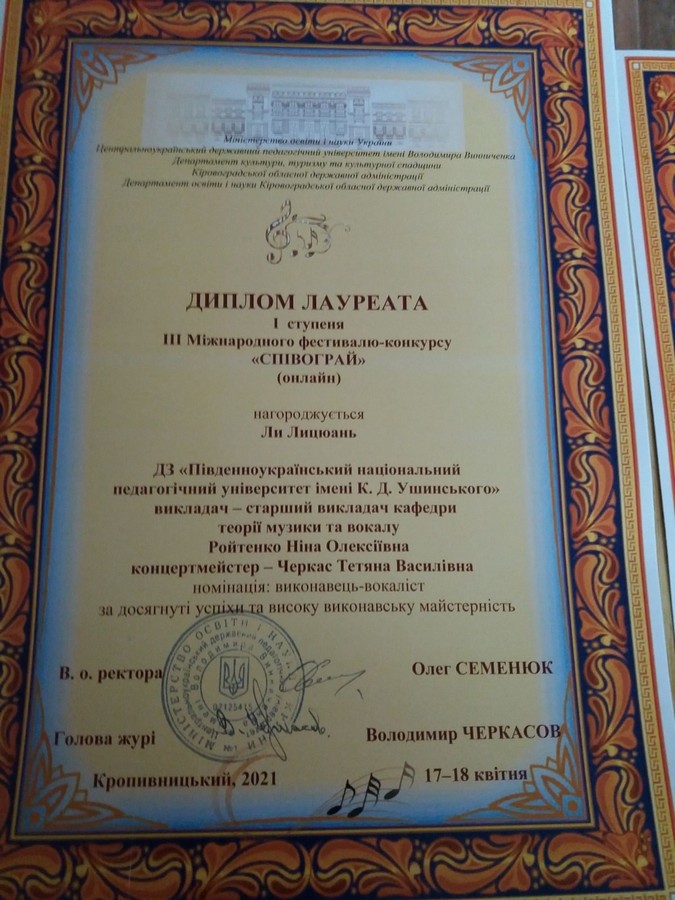 Міністерство освіти і науки України
Центральноукраїнський державний педагогічний університет імені Володимира Винниченка
Департамент культури, туризму та культурної спадщини
Кіровоградської обласної державної адміністрації
Департамент освіти і науки Кіровоградської обласної державної адміністрації
ДИПЛОМ ЛАУРЕАТА
І ступеня
ІІІ Міжнародного фестивалю-конкурсу
«СПІВОГРАЙ»
(онлайн)
нагороджується
Ли Лицюань
ДЗ «Південноукраїнський національний
педагогічний університет імені К. Д. Ушинського»
викладач – старший викладач кафедри
теорії музики та вокалу
Ройтенко Ніна Олексіївна
концертмейстер – Черкас Тетяна Василівна
номінація: виконавець-вокаліст
за досягнуті успіхи та високу виконавську майстерність
МІНІСТЕРСТВО ОСВІТИ І НАУ
В. о. ректора
Олег СЕМЕНЮК
Голова журі
Володимир ЧЕРКАСОВ
Кропивницький, 2021
17–18 квітня